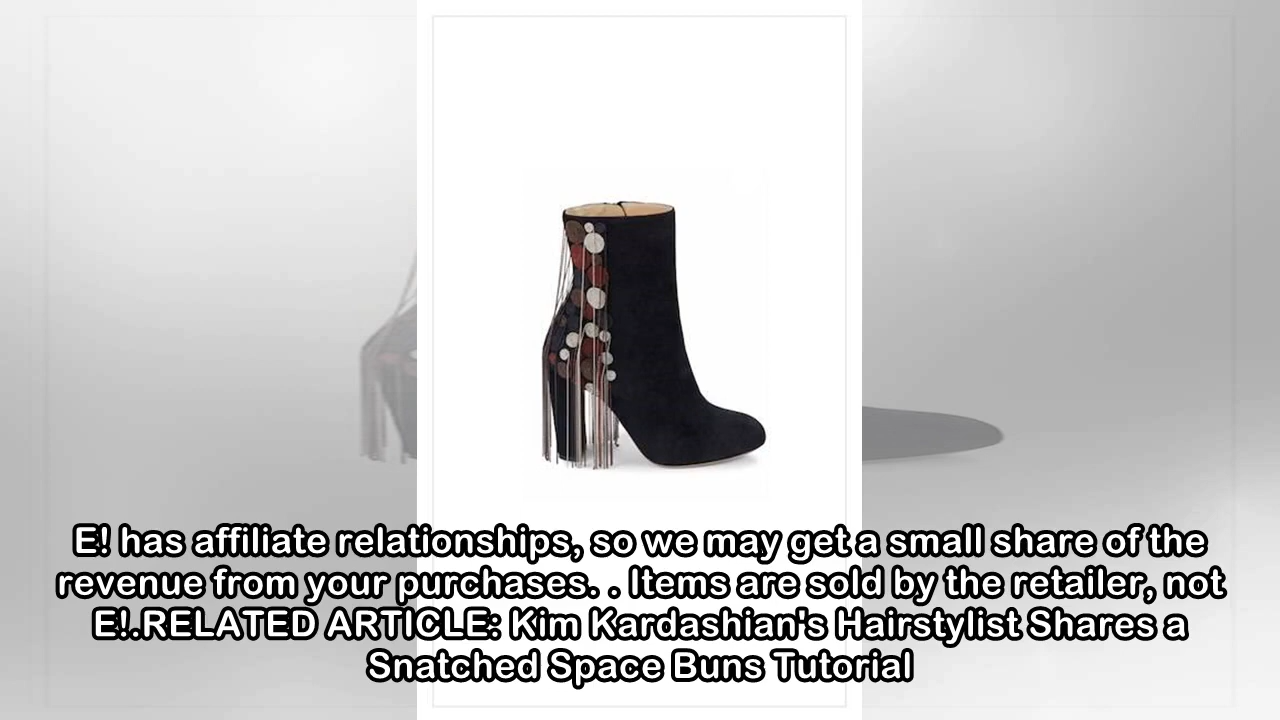 E! has affiliate relationships, so we may get a small share of the
revenue from your purchases. . Items are sold by the retailer, not
E!.RELATED ARTICLE: Kim Kardashian's Hairstylist Shares a
Snatched Space Buns Tutorial